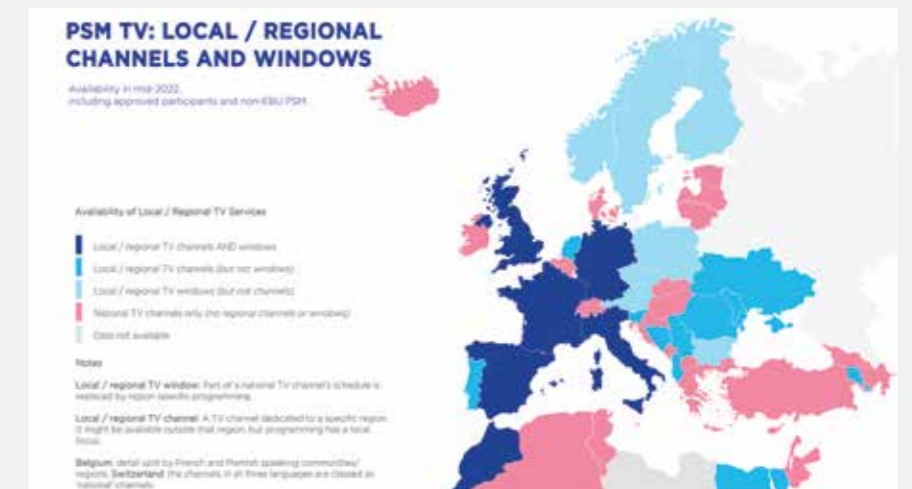 PSM TV: LOCAL / REGIONAL
CHANNELS AND WINDOWS
Availability in mid-2022,
including approved participants and non-EBU PSM.
Availability of Local / Regional TV Services
Local / regional TV channels AND windows
Local / regional TV channels (but not windows)
Local / regional TV windows (but not channels)
National TV channels only (no regional channels or windows)
Data not available
Notes
Local / regional TV window: Part of a national TV channel's schedule is
replaced by region specific programming.
Local / regional TV channel: A TV channel dedicated to a specific region.
It might be available outside that region, but programming has a local
focus.
Belgium: detail split by French and Flemish speaking communities/
regions. Switzerland: the channels in all three languages are classed as
'national' channels.